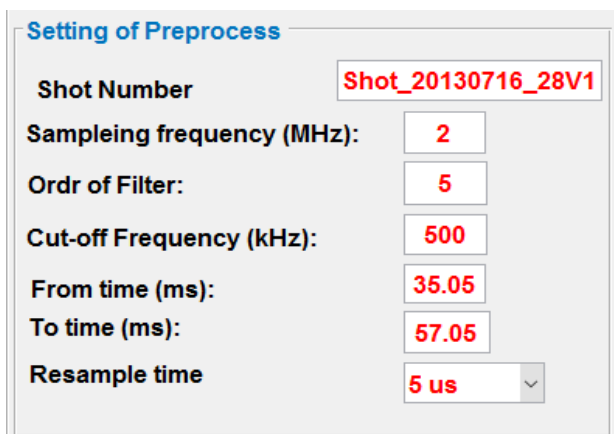 Setting of Preprocess
Shot Number Shot_20130716_28V1
Sampleing frequency (MHz): 2
Ordr of Filter: 5
Cut-off Frequency (kHz): 500
From time (ms): 35.05
To time (ms): 57.05
Resample time 5 us